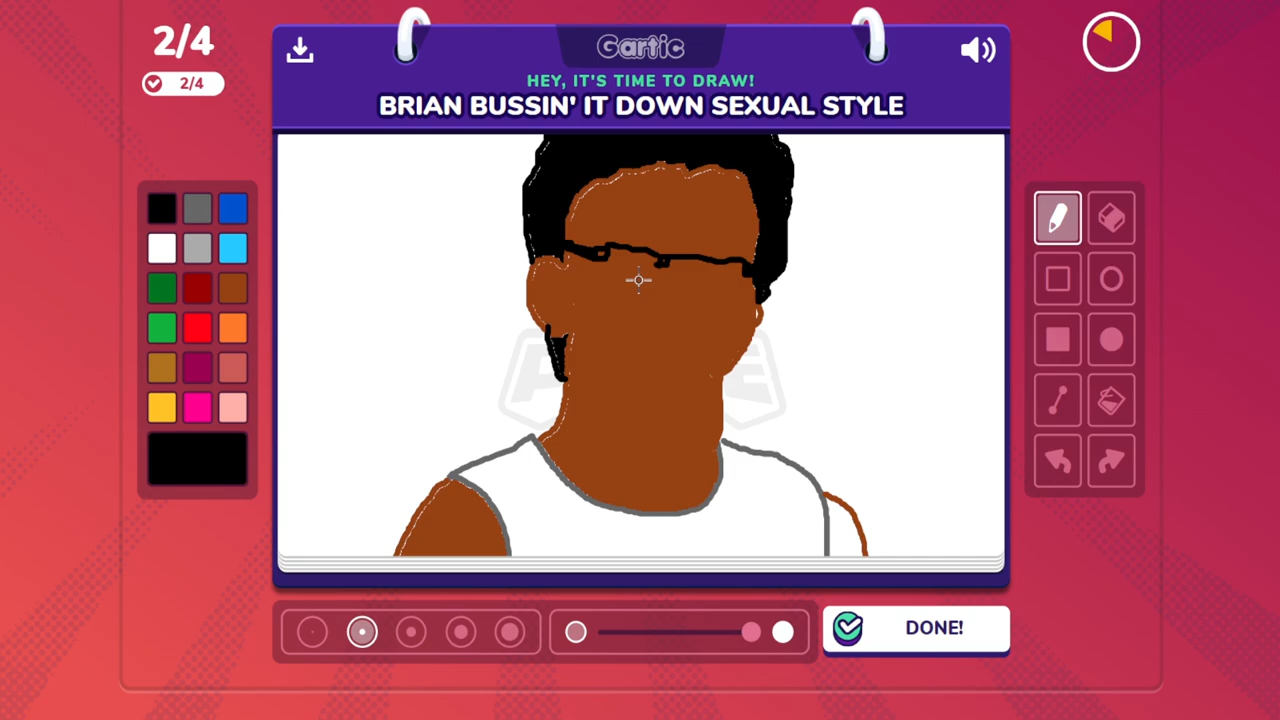 2/4
2/4
Gartic
HEY, IT'S TIME TO DRAW!
BRIAN BUSSIN' IT DOWN SEXUAL STYLE
DONE!